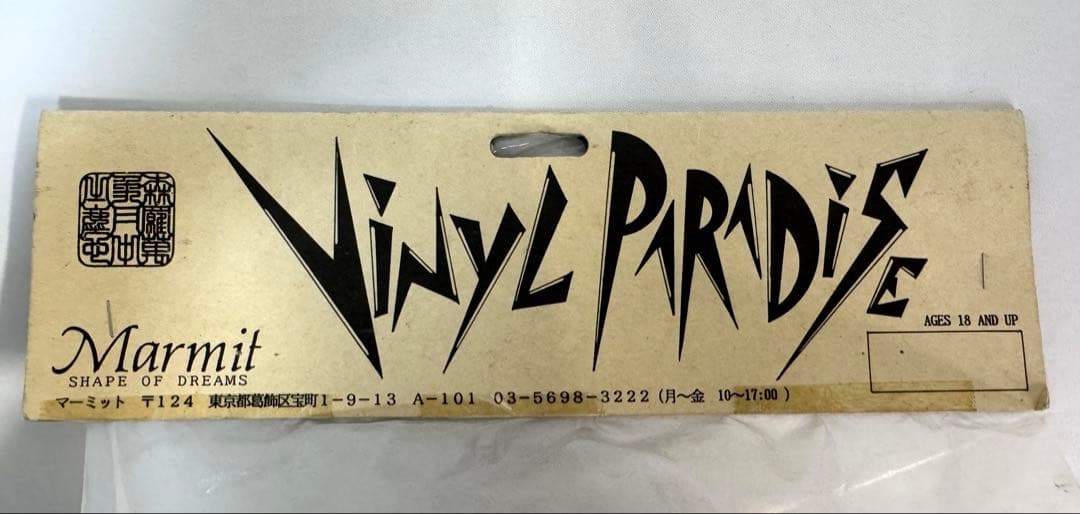 VINYL PARADISE
Marmit
SHAPE OF DREAMS
AGES 18 AND UP
マーミット 〒124 東京都葛飾区宝町1-9-13 A-101 03-5698-3222 (月~金 10~17:00 )